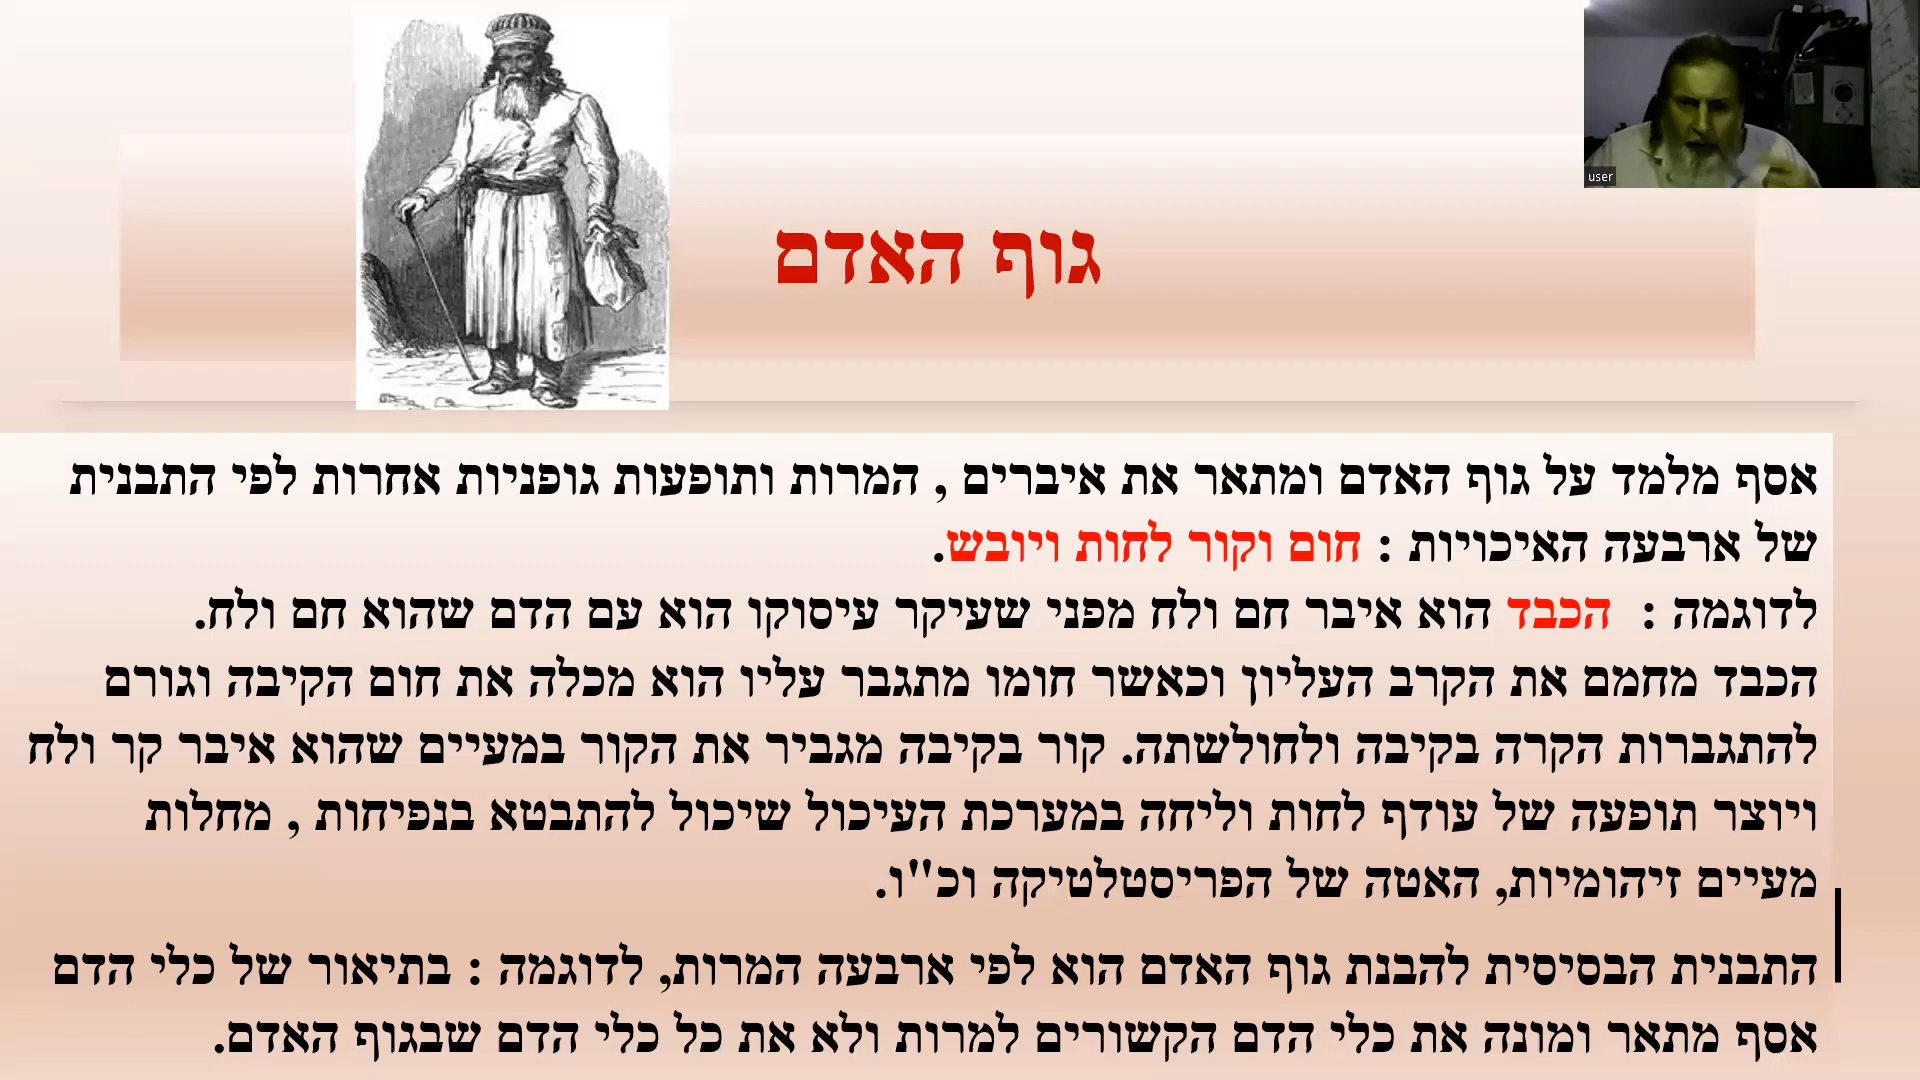 user
גוף האדם
אסף מלמד על גוף האדם ומתאר את איברים , המרות ותופעות גופניות אחרות לפי התבנית
של ארבעה האיכויות : חום וקור לחות ויובש.
לדוגמה : הכבד הוא איבר חם ולח מפני שעיקר עיסוקו הוא עם הדם שהוא חם ולח.
הכבד מחמם את הקרב העליון וכאשר חומו מתגבר עליו הוא מכלה את חום הקיבה וגורם
להתגברות הקרה בקיבה ולחולשתה. קור בקיבה מגביר את הקור במעיים שהוא איבר קר ולח
ויוצר תופעה של עודף לחות וליחה במערכת העיכול שיכול להתבטא בנפיחות , מחלות
מעיים זיהומיות, האטה של הפריסטלטיקה וכ"ו.
התבנית הבסיסית להבנת גוף האדם הוא לפי ארבעה המרות, לדוגמה : בתיאור של כלי הדם
אסף מתאר ומונה את כלי הדם הקשורים למרות ולא את כל כלי הדם שבגוף האדם.